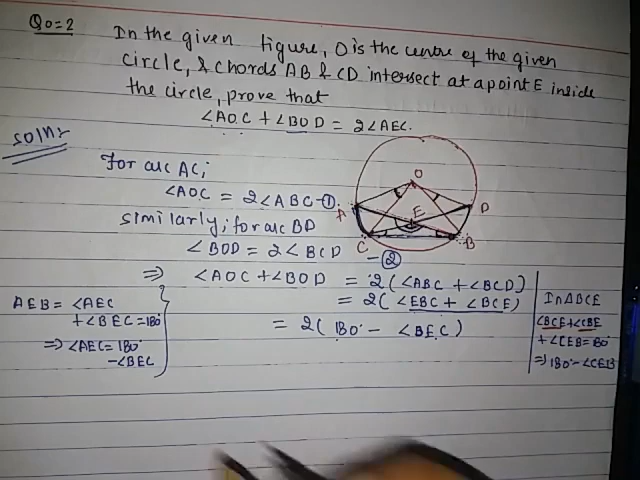 Qo=2
In the given figure, O is the centre of the given
circle, & chords AB & CD intersect at a point E inside
the circle, prove that
∠AOC + ∠BOD = 2∠AEC.
Soln:-
For arc AC;
∠AOC = 2∠ABC -①
similarly; for arc BD
∠BOD = 2∠BCD -②
⇒ ∠AOC + ∠BOD = 2(∠ABC + ∠BCD)
= 2(∠EBC + ∠BCE)
= 2(180° - ∠BEC)
AEB = ∠AEC
+∠BEC = 180°
⇒ ∠AEC = 180°
-∠BEC
In ΔBCE
∠BCE + ∠CBE
+ ∠CEB = 180°
⇒ 180° - ∠CEB
O
A
D
E
C
B